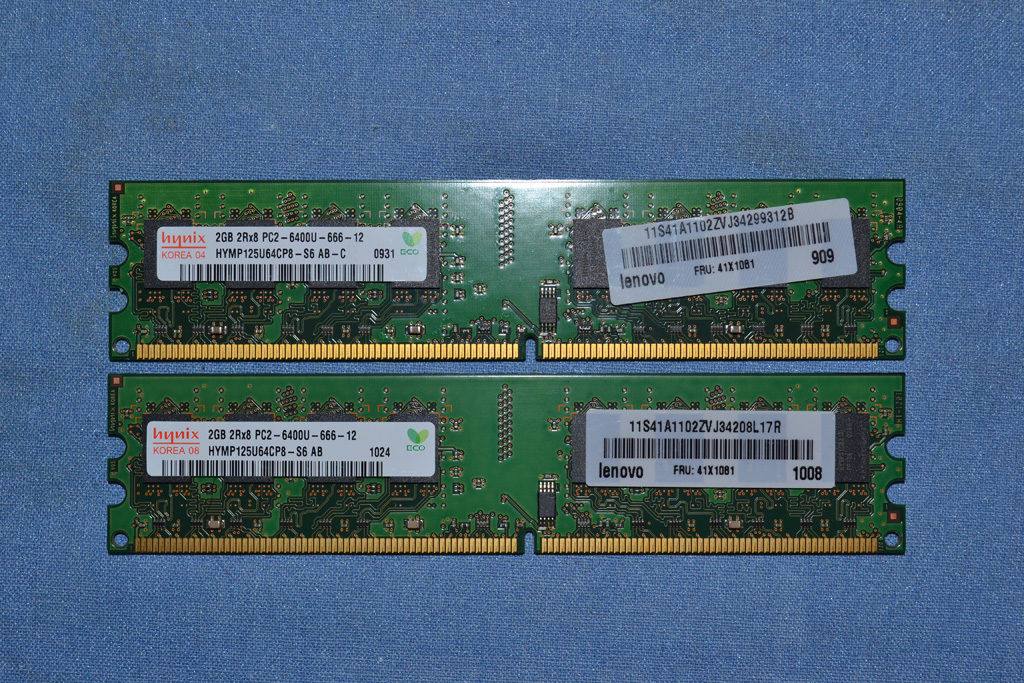 hynix
KOREA 04
2GB 2Rx8 PC2-6400U-666-12
HYMP125U64CP8-S6 AB-C 0931
ECO
11S41A1102ZVJ34299312B
lenovo FRU: 41X1081 909
hynix
KOREA 08
2GB 2Rx8 PC2-6400U-666-12
HYMP125U64CP8-S6 AB 1024
ECO
11S41A1102ZVJ34208L17R
lenovo FRU: 41X1081 1008